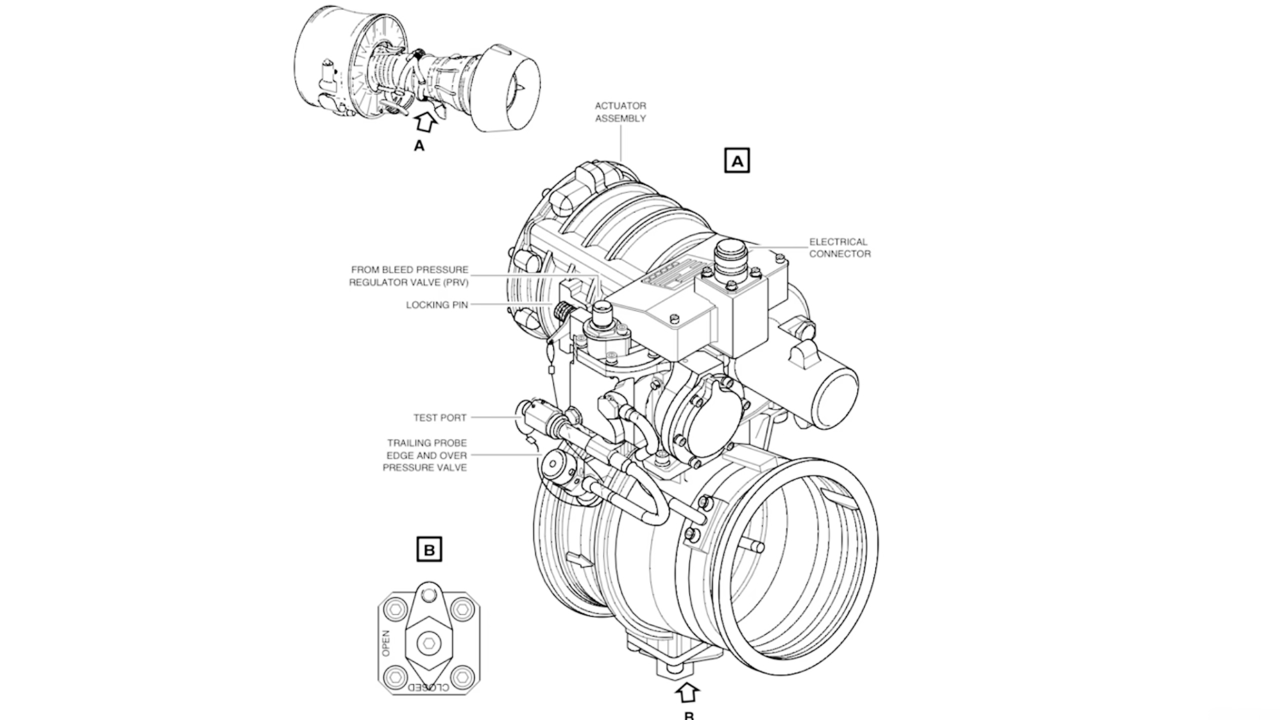 A
ACTUATOR
ASSEMBLY
A
ELECTRICAL
CONNECTOR
FROM BLEED PRESSURE
REGULATOR VALVE (PRV)
LOCKING PIN
TEST PORT
TRAILING PROBE
EDGE AND OVER
PRESSURE VALVE
B
OPEN
CLOSED
B